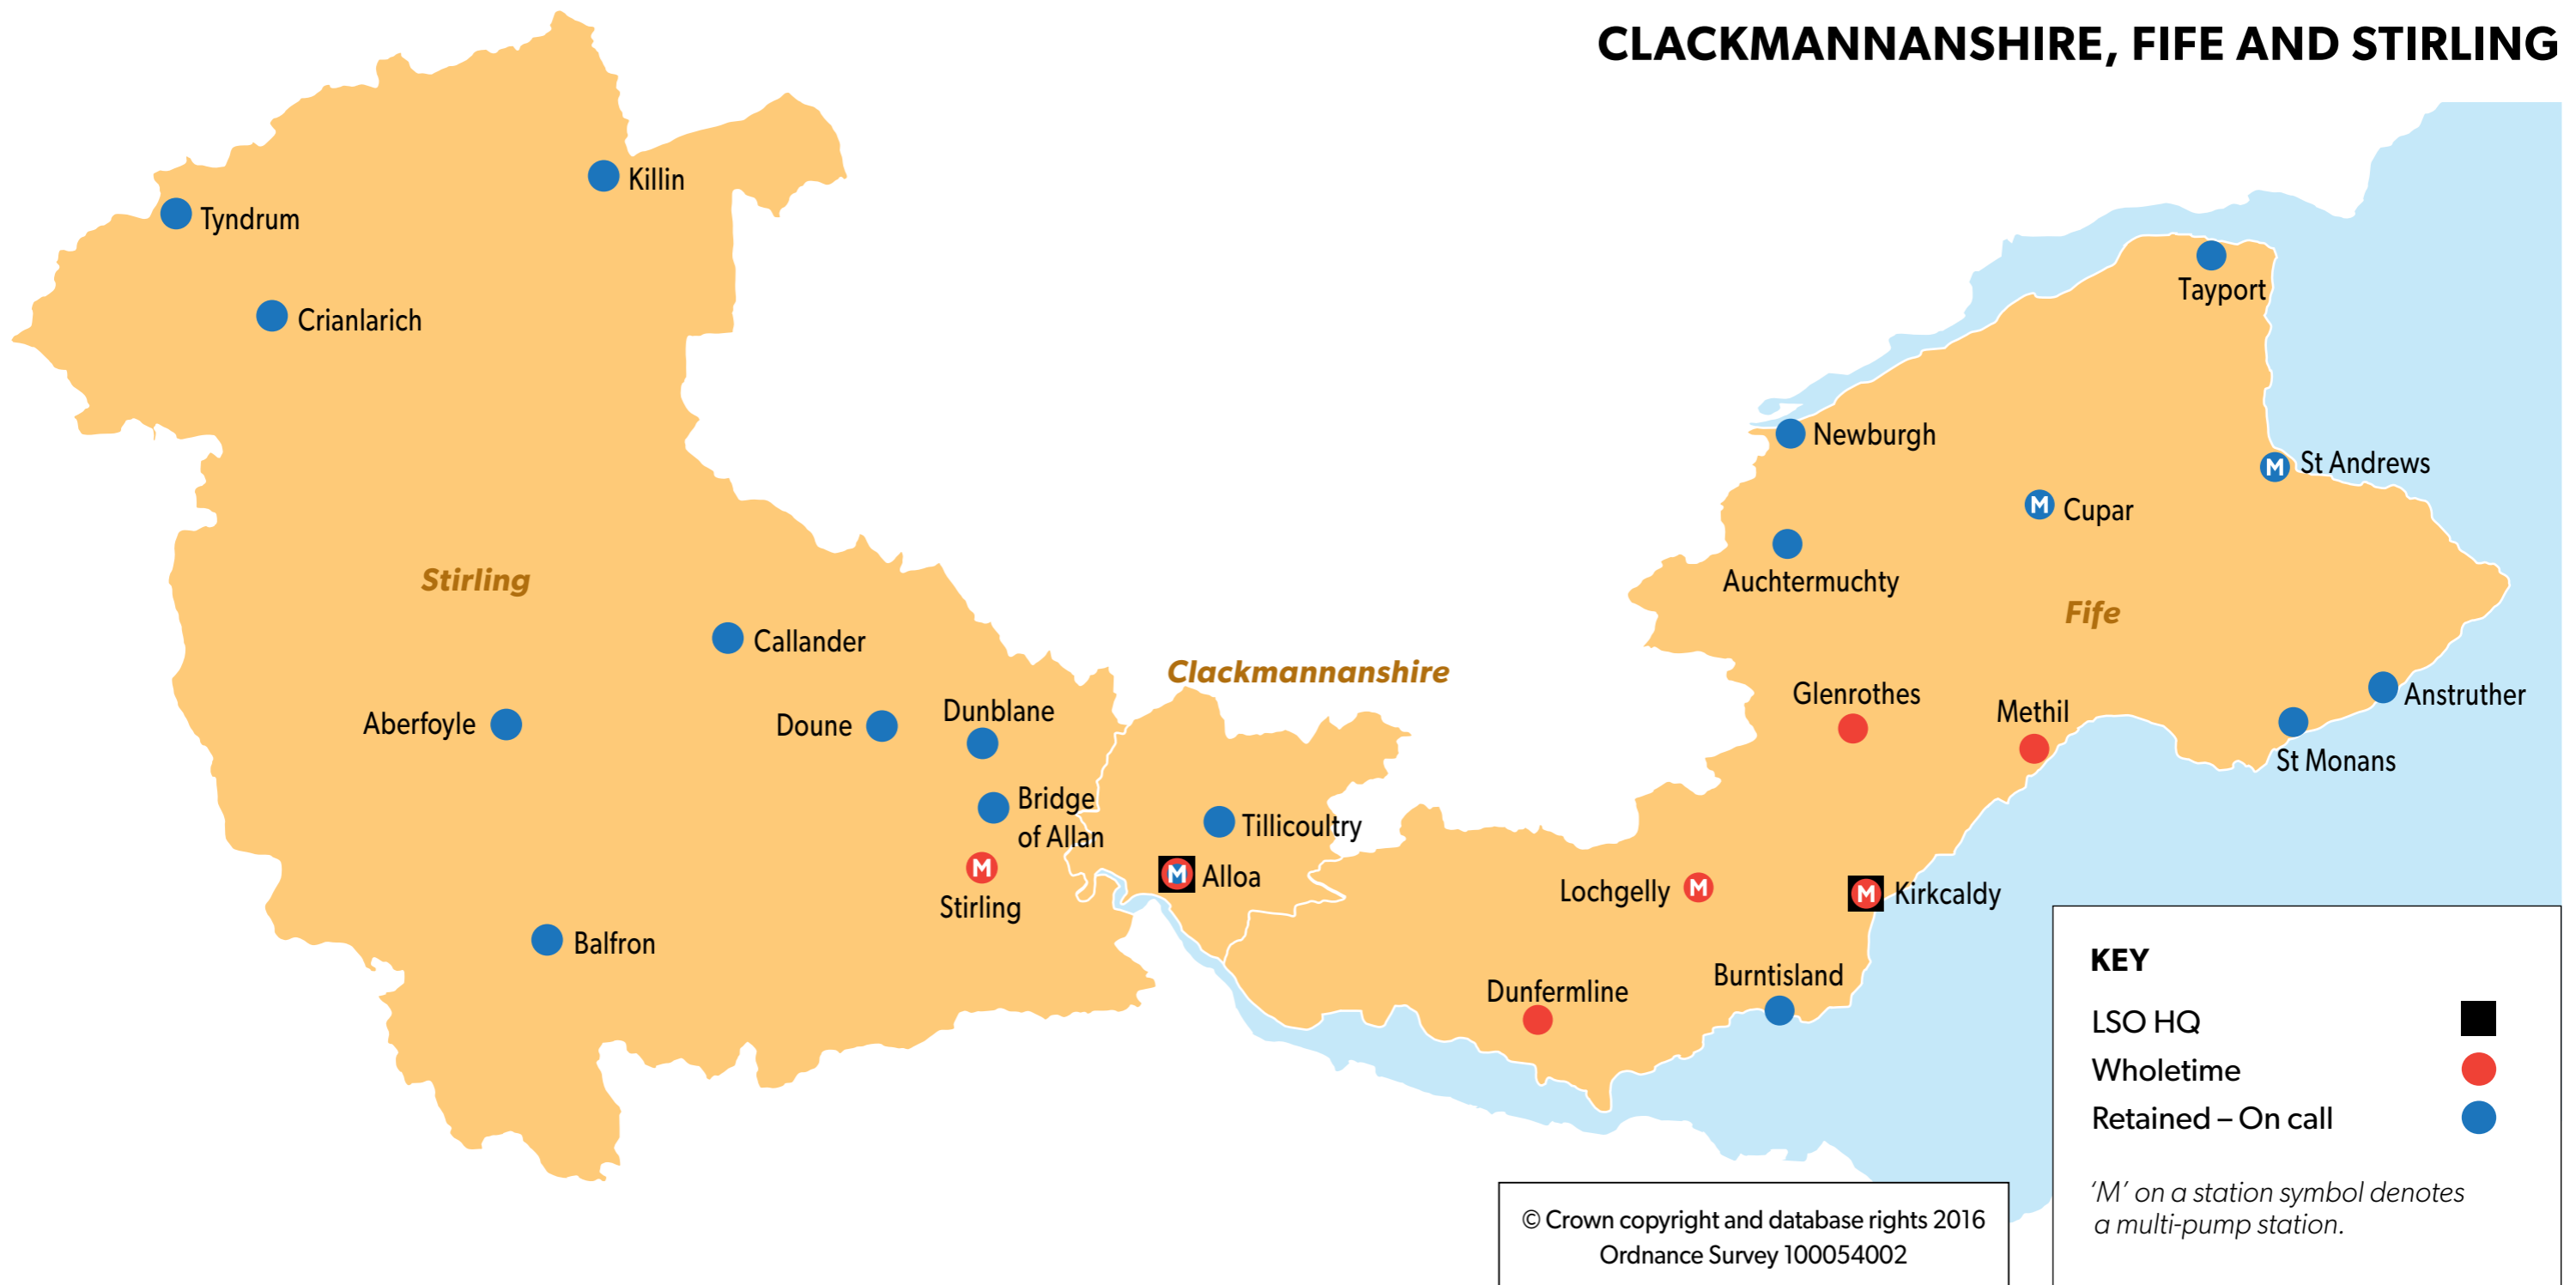 CLACKMANNANSHIRE, FIFE AND STIRLING
Killin
Tyndrum
Crianlarich
Tayport
Newburgh
M St Andrews
M Cupar
Auchtermuchty
Stirling
Fife
Callander
Clackmannanshire
Aberfoyle
Doune
Dunblane
Glenrothes
Methil
Anstruther
St Monans
Bridge
of Allan
Tillicoultry
M
Stirling
M Alloa
Lochgelly M
M Kirkcaldy
Balfron
Dunfermline
Burntisland
KEY
LSO HQ
Wholetime
Retained – On call
‘M’ on a station symbol denotes
a multi-pump station.
© Crown copyright and database rights 2016
Ordnance Survey 100054002